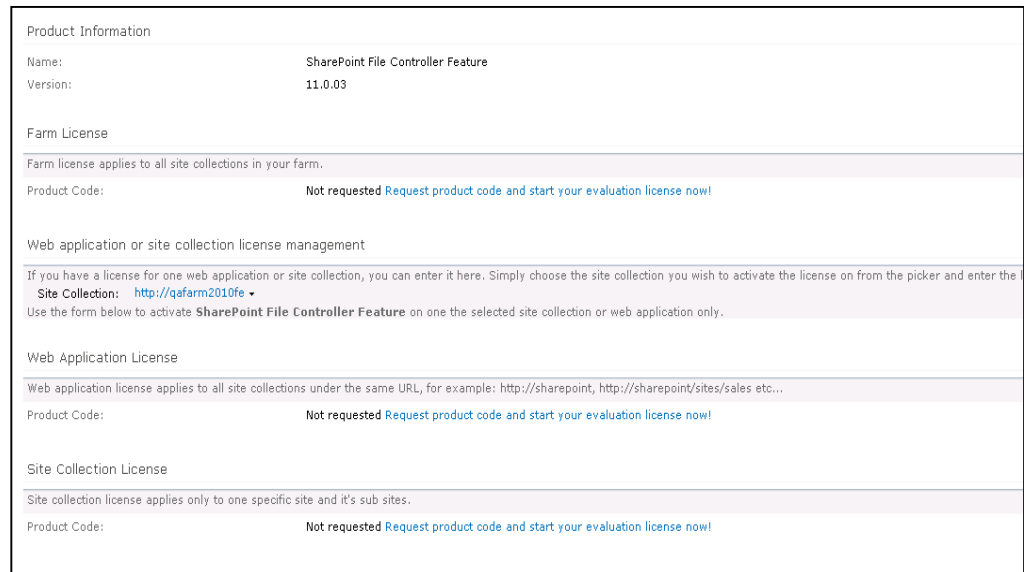 Product Information
Name: SharePoint File Controller Feature
Version: 11.0.03
Farm License
Farm license applies to all site collections in your farm.
Product Code: Not requested Request product code and start your evaluation license now!
Web application or site collection license management
If you have a license for one web application or site collection, you can enter it here. Simply choose the site collection you wish to activate the license on from the picker and enter the
Site Collection: http://qafarm2010fe
Use the form below to activate SharePoint File Controller Feature on one the selected site collection or web application only.
Web Application License
Web application license applies to all site collections under the same URL, for example: http://sharepoint, http://sharepoint/sites/sales etc...
Product Code: Not requested Request product code and start your evaluation license now!
Site Collection License
Site collection license applies only to one specific site and it's sub sites.
Product Code: Not requested Request product code and start your evaluation license now!